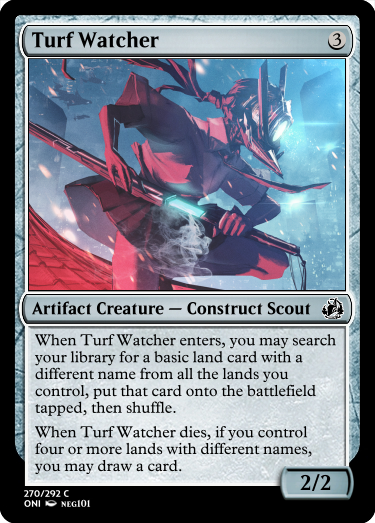 Turf Watcher 3
Artifact Creature — Construct Scout
When Turf Watcher enters, you may search
your library for a basic land card with a
different name from all the lands you
control, put that card onto the battlefield
tapped, then shuffle.
When Turf Watcher dies, if you control
four or more lands with different names,
you may draw a card.
2/2
270/292 C
ONI NEG101